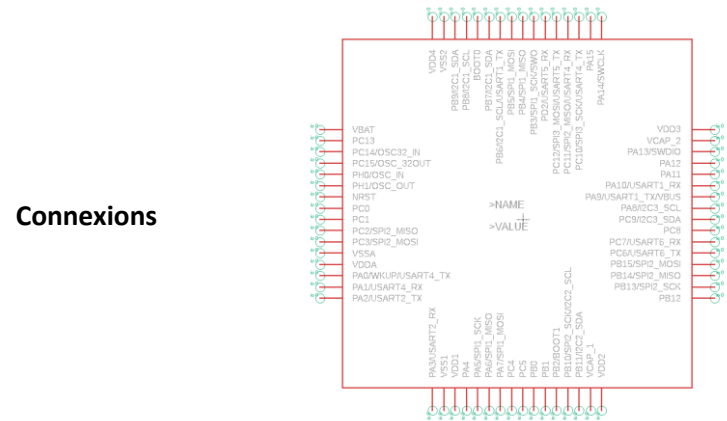 VDD4
VSS2
PB9/I2C1_SDA
PB8/I2C1_SCL
BOOT0
PB7/I2C1_SDA
PB6/I2C1_SCL/USART1_TX
PB5/SPI1_MOSI
PB4/SPI1_MISO
PB3/SPI1_SCK/SWO
PD2/USART5_RX
PC12/SPI3_MOSI/USART5_TX
PC11/SPI2_MISO/USART4_RX
PC10/SPI3_SCK/USART4_TX
PA15
PA14/SWCLK
VBAT
PC13
PC14/OSC32_IN
PC15/OSC_32OUT
PH0/OSC_IN
PH1/OSC_OUT
NRST
PC0
PC1
PC2/SPI2_MISO
PC3/SPI2_MOSI
VSSA
VDDA
PA0/WKUP/USART4_TX
PA1/USART4_RX
PA2/USART2_TX
Connexions
>NAME
>VALUE
VDD3
VCAP_2
PA13/SWDIO
PA12
PA11
PA10/USART1_RX
PA9/USART1_TX/VBUS
PA8/I2C3_SCL
PC9/I2C3_SDA
PC8
PC7/USART6_RX
PC6/USART6_TX
PB15/SPI2_MOSI
PB14/SPI2_MISO
PB13/SPI2_SCK
PB12
PA3/USART2_RX
VSS1
VDD1
PA4
PA5/SPI1_SCK
PA6/SPI1_MISO
PA7/SPI1_MOSI
PC4
PC5
PB0
PB1
PB2/BOOT1
PB10/SPI2_SCK/I2C2_SCL
PB11/I2C2_SDA
VCAP_1
VDD2